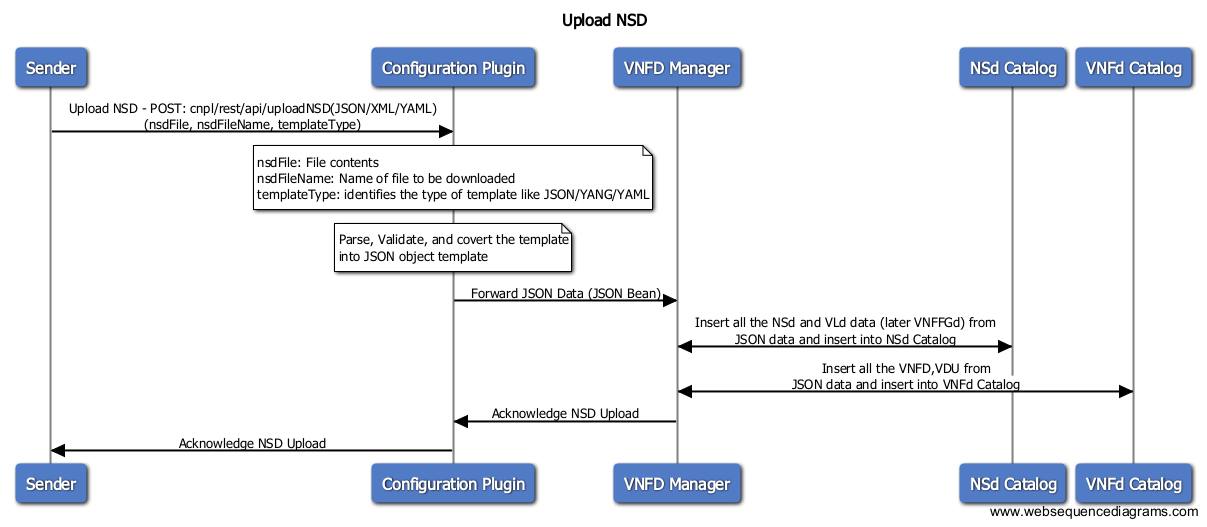 Upload NSD
Sender
Configuration Plugin
VNFD Manager
NSd Catalog
VNFd Catalog
Upload NSD - POST: cnpl/rest/api/uploadNSD(JSON/XML/YAML)
(nsdFile, nsdFileName, templateType)
nsdFile: File contents
nsdFileName: Name of file to be downloaded
templateType: identifies the type of template like JSON/YANG/YAML
Parse, Validate, and covert the template
into JSON object template
Forward JSON Data (JSON Bean)
Insert all the NSd and VLd data (later VNFFGd) from
JSON data and insert into NSd Catalog
Insert all the VNFD,VDU from
JSON data and insert into VNFd Catalog
Acknowledge NSD Upload
Acknowledge NSD Upload
Sender
Configuration Plugin
VNFD Manager
NSd Catalog
VNFd Catalog
www.websequencediagrams.com